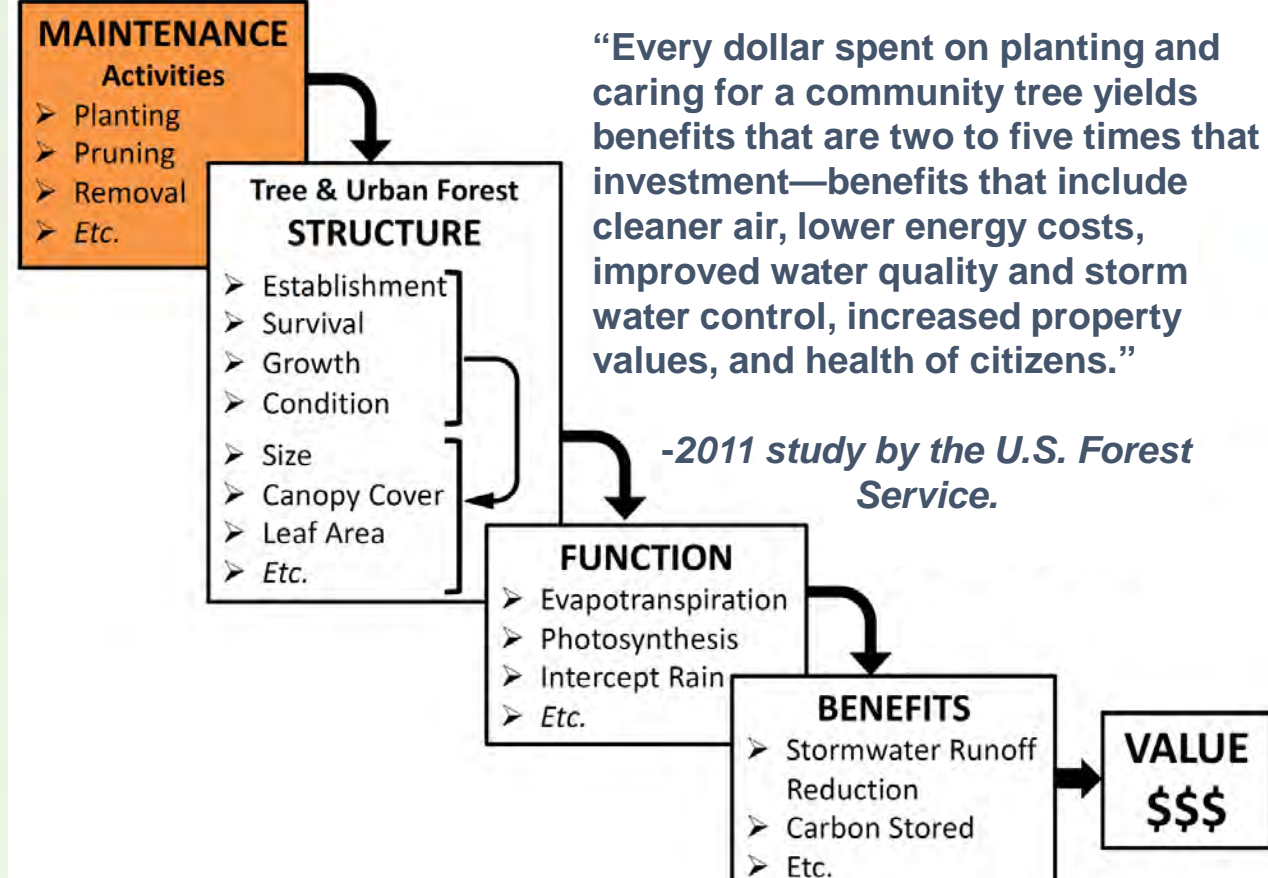 MAINTENANCE
Activities
➢ Planting
➢ Pruning
➢ Removal
➢ Etc.
Tree & Urban Forest
STRUCTURE
➢ Establishment
➢ Survival
➢ Growth
➢ Condition
➢ Size
➢ Canopy Cover
➢ Leaf Area
➢ Etc.
“Every dollar spent on planting and
caring for a community tree yields
benefits that are two to five times that
investment—benefits that include
cleaner air, lower energy costs,
improved water quality and storm
water control, increased property
values, and health of citizens.”
-2011 study by the U.S. Forest
Service.
FUNCTION
➢ Evapotranspiration
➢ Photosynthesis
➢ Intercept Rain
➢ Etc.
BENEFITS
➢ Stormwater Runoff
Reduction
➢ Carbon Stored
➢ Etc.
VALUE
$$$